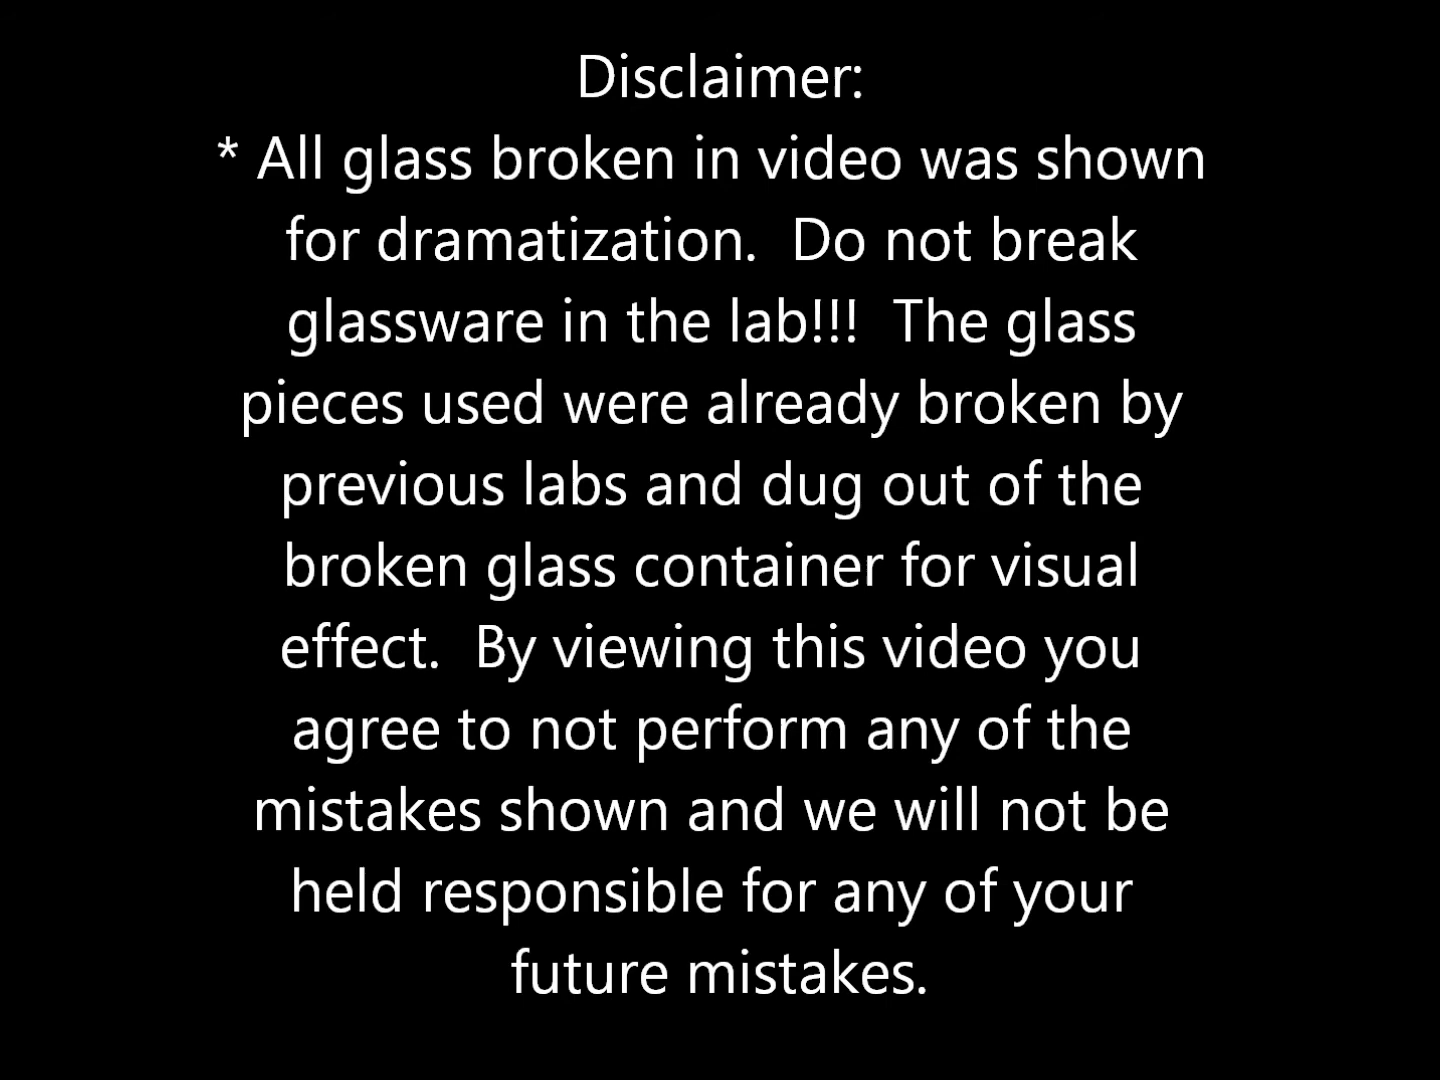 Disclaimer:
* All glass broken in video was shown
for dramatization.  Do not break
glassware in the lab!!!  The glass
pieces used were already broken by
previous labs and dug out of the
broken glass container for visual
effect.  By viewing this video you
agree to not perform any of the
mistakes shown and we will not be
held responsible for any of your
future mistakes.